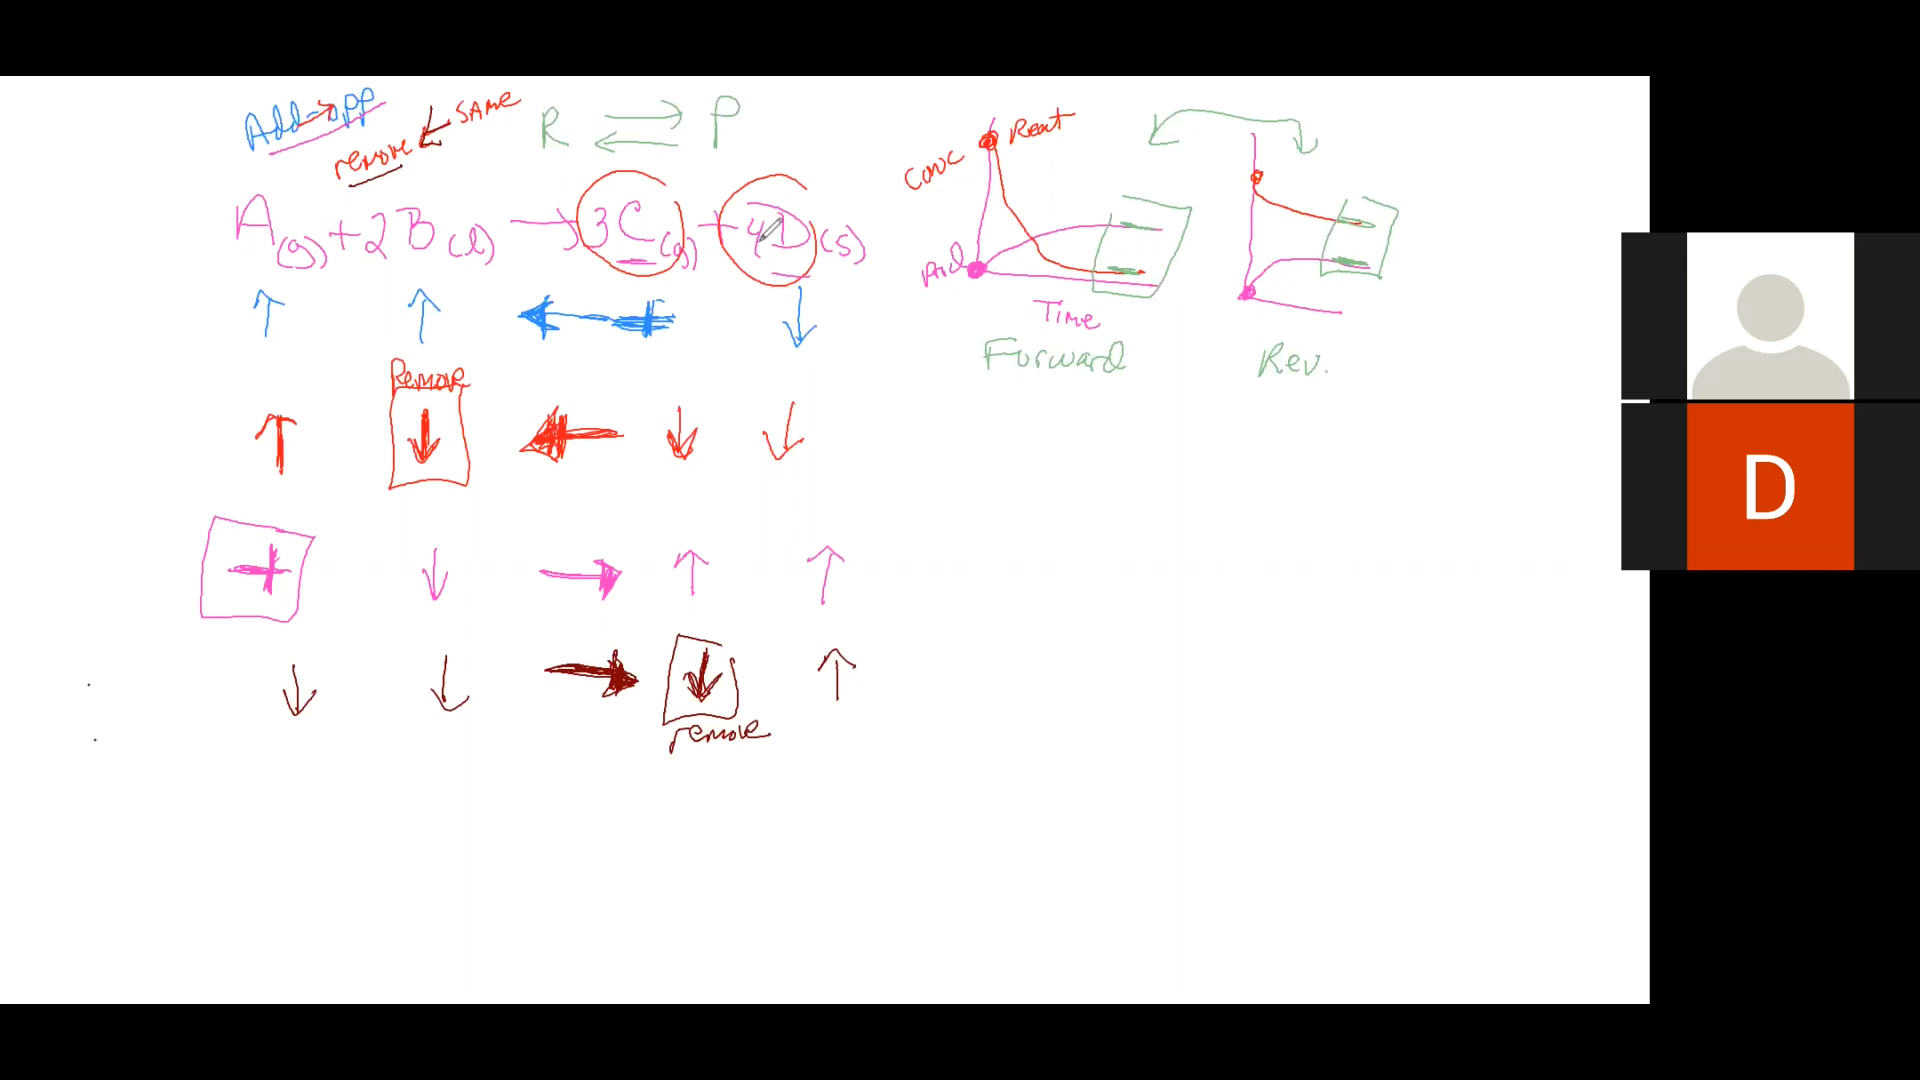 Add→opp
remove ← SAME
R ⇌ P
A(g) + 2B(l) → 3C(g) + 4D(s)
Remove
remove
React
Conc
Prod
Time
Forward
Rev.
D